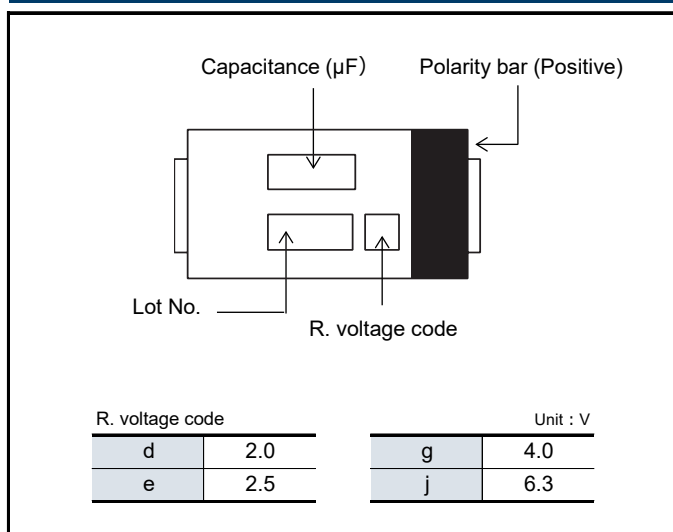 Capacitance (µF) Polarity bar (Positive)
Lot No.
R. voltage code
R. voltage code Unit : V
d 2.0 g 4.0
e 2.5 j 6.3